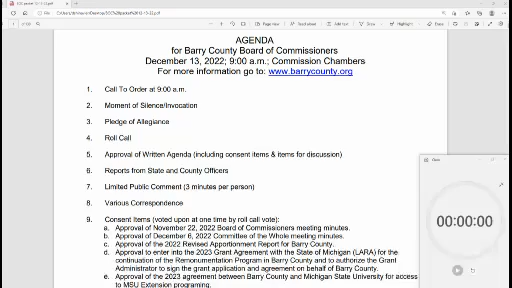 AGENDA
for Barry County Board of Commissioners
December 13, 2022; 9:00 a.m.; Commission Chambers
For more information go to: www.barrycounty.org
1. Call To Order at 9:00 a.m.
2. Moment of Silence/Invocation
3. Pledge of Allegiance
4. Roll Call
5. Approval of Written Agenda (including consent items & items for discussion)
6. Reports from State and County Officers
7. Limited Public Comment (3 minutes per person)
8. Various Correspondence
9. Consent Items (voted upon at one time by roll call vote):
a. Approval of November 22, 2022 Board of Commissioners meeting minutes.
b. Approval of December 6, 2022 Committee of the Whole meeting minutes.
c. Approval of the 2022 Revised Apportionment Report for Barry County.
d. Approval to enter into the 2023 Grant Agreement with the State of Michigan (LARA) for the
continuation of the Remonumentation Program in Barry County and to authorize the Grant
Administrator to sign the grant application and agreement on behalf of Barry County.
e. Approval of the 2023 agreement between Barry County and Michigan State University for access
to MSU Extension programing.
00:00:00